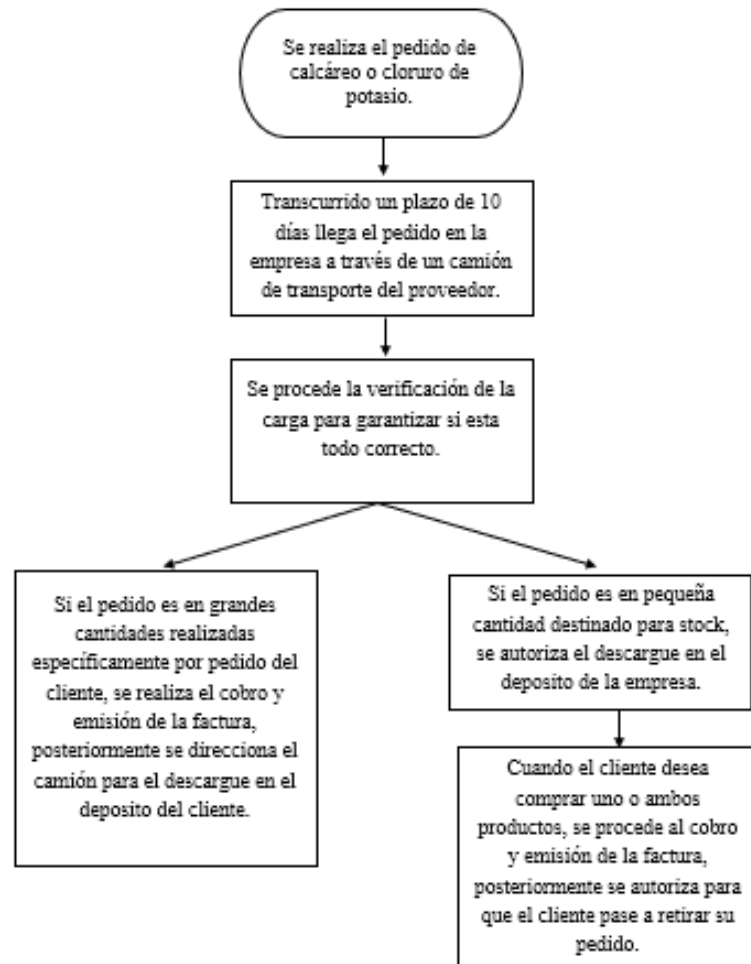 Se realiza el pedido de
calcáreo o cloruro de
potasio.
Transcurrido un plazo de 10
días llega el pedido en la
empresa a través de un camión
de transporte del proveedor.
Se procede la verificación de la
carga para garantizar si esta
todo correcto.
Si el pedido es en grandes
cantidades realizadas
específicamente por pedido del
cliente, se realiza el cobro y
emisión de la factura,
posteriormente se direcciona el
camión para el descargue en el
deposito del cliente.
Si el pedido es en pequeña
cantidad destinado para stock,
se autoriza el descargue en el
deposito de la empresa.
Cuando el cliente desea
comprar uno o ambos
productos, se procede al cobro
y emisión de la factura,
posteriormente se autoriza para
que el cliente pase a retirar su
pedido.